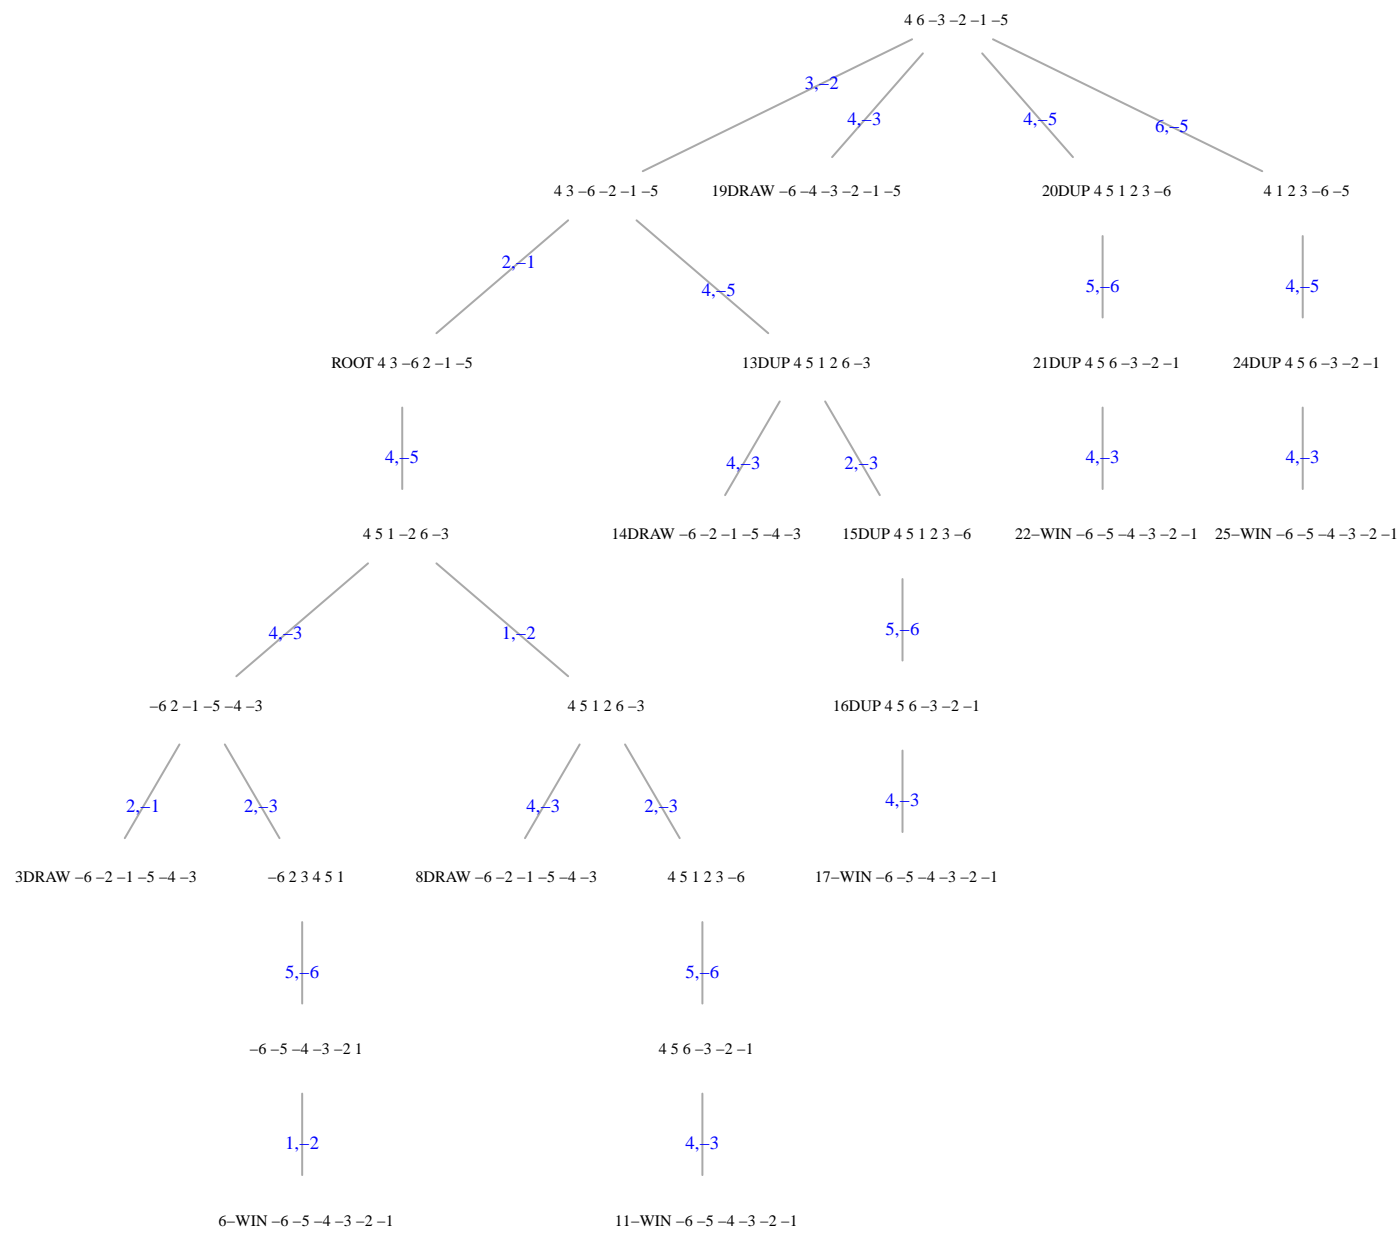 4 6 –3 –2 –1 –5
3,–2
4,–3
4,–5
6,–5
4 3 –6 –2 –1 –5
19DRAW –6 –4 –3 –2 –1 –5
20DUP 4 5 1 2 3 –6
4 1 2 3 –6 –5
2,–1
4,–5
5,–6
4,–5
ROOT 4 3 –6 2 –1 –5
13DUP 4 5 1 2 6 –3
21DUP 4 5 6 –3 –2 –1
24DUP 4 5 6 –3 –2 –1
4,–5
4,–3
2,–3
4,–3
4,–3
4 5 1 –2 6 –3
14DRAW –6 –2 –1 –5 –4 –3
15DUP 4 5 1 2 3 –6
22–WIN –6 –5 –4 –3 –2 –1
25–WIN –6 –5 –4 –3 –2 –1
4,–3
1,–2
5,–6
–6 2 –1 –5 –4 –3
4 5 1 2 6 –3
16DUP 4 5 6 –3 –2 –1
2,–1
2,–3
4,–3
2,–3
4,–3
3DRAW –6 –2 –1 –5 –4 –3
–6 2 3 4 5 1
8DRAW –6 –2 –1 –5 –4 –3
4 5 1 2 3 –6
17–WIN –6 –5 –4 –3 –2 –1
5,–6
5,–6
–6 –5 –4 –3 –2 1
4 5 6 –3 –2 –1
1,–2
4,–3
6–WIN –6 –5 –4 –3 –2 –1
11–WIN –6 –5 –4 –3 –2 –1